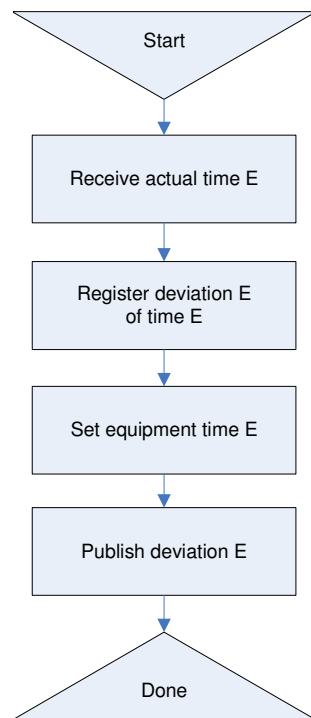 Start
Receive actual time E
Register deviation E
of time E
Set equipment time E
Publish deviation E
Done